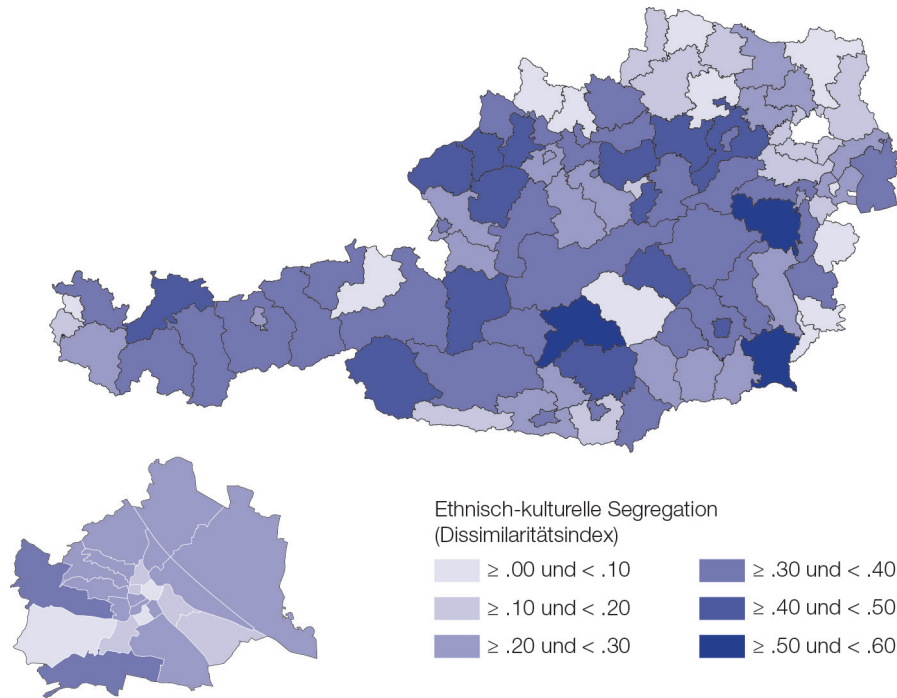 Ethnisch-kulturelle Segregation
(Dissimilaritätsindex)
≥ .00 und < .10
≥ .10 und < .20
≥ .20 und < .30
≥ .30 und < .40
≥ .40 und < .50
≥ .50 und < .60